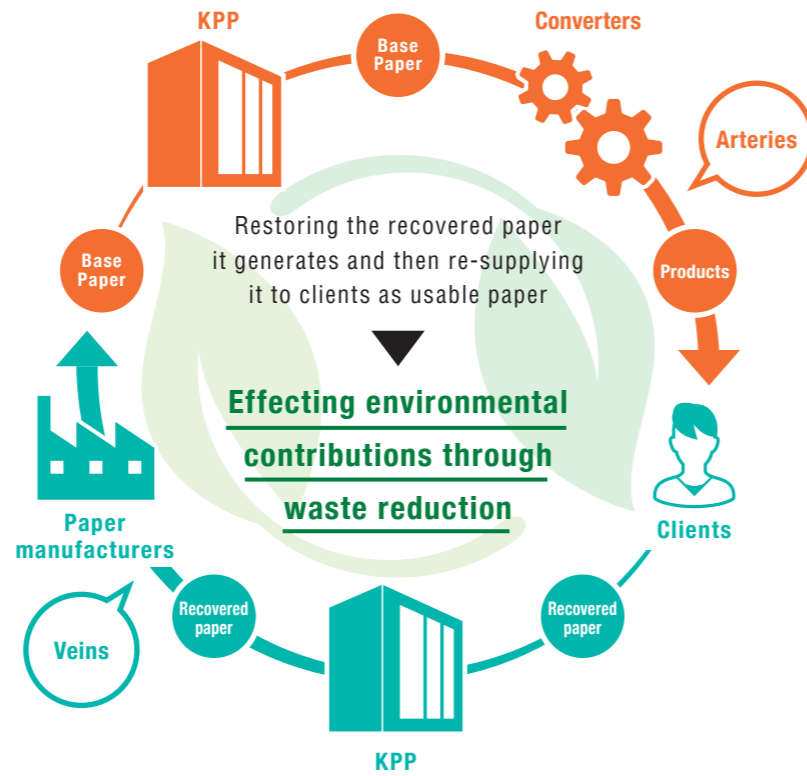 KPP
Base
Paper
Converters
Arteries
Products
Base
Paper
Restoring the recovered paper
it generates and then re-supplying
it to clients as usable paper
Effecting environmental
contributions through
waste reduction
Clients
Paper
manufacturers
Recovered
paper
Recovered
paper
Veins
KPP